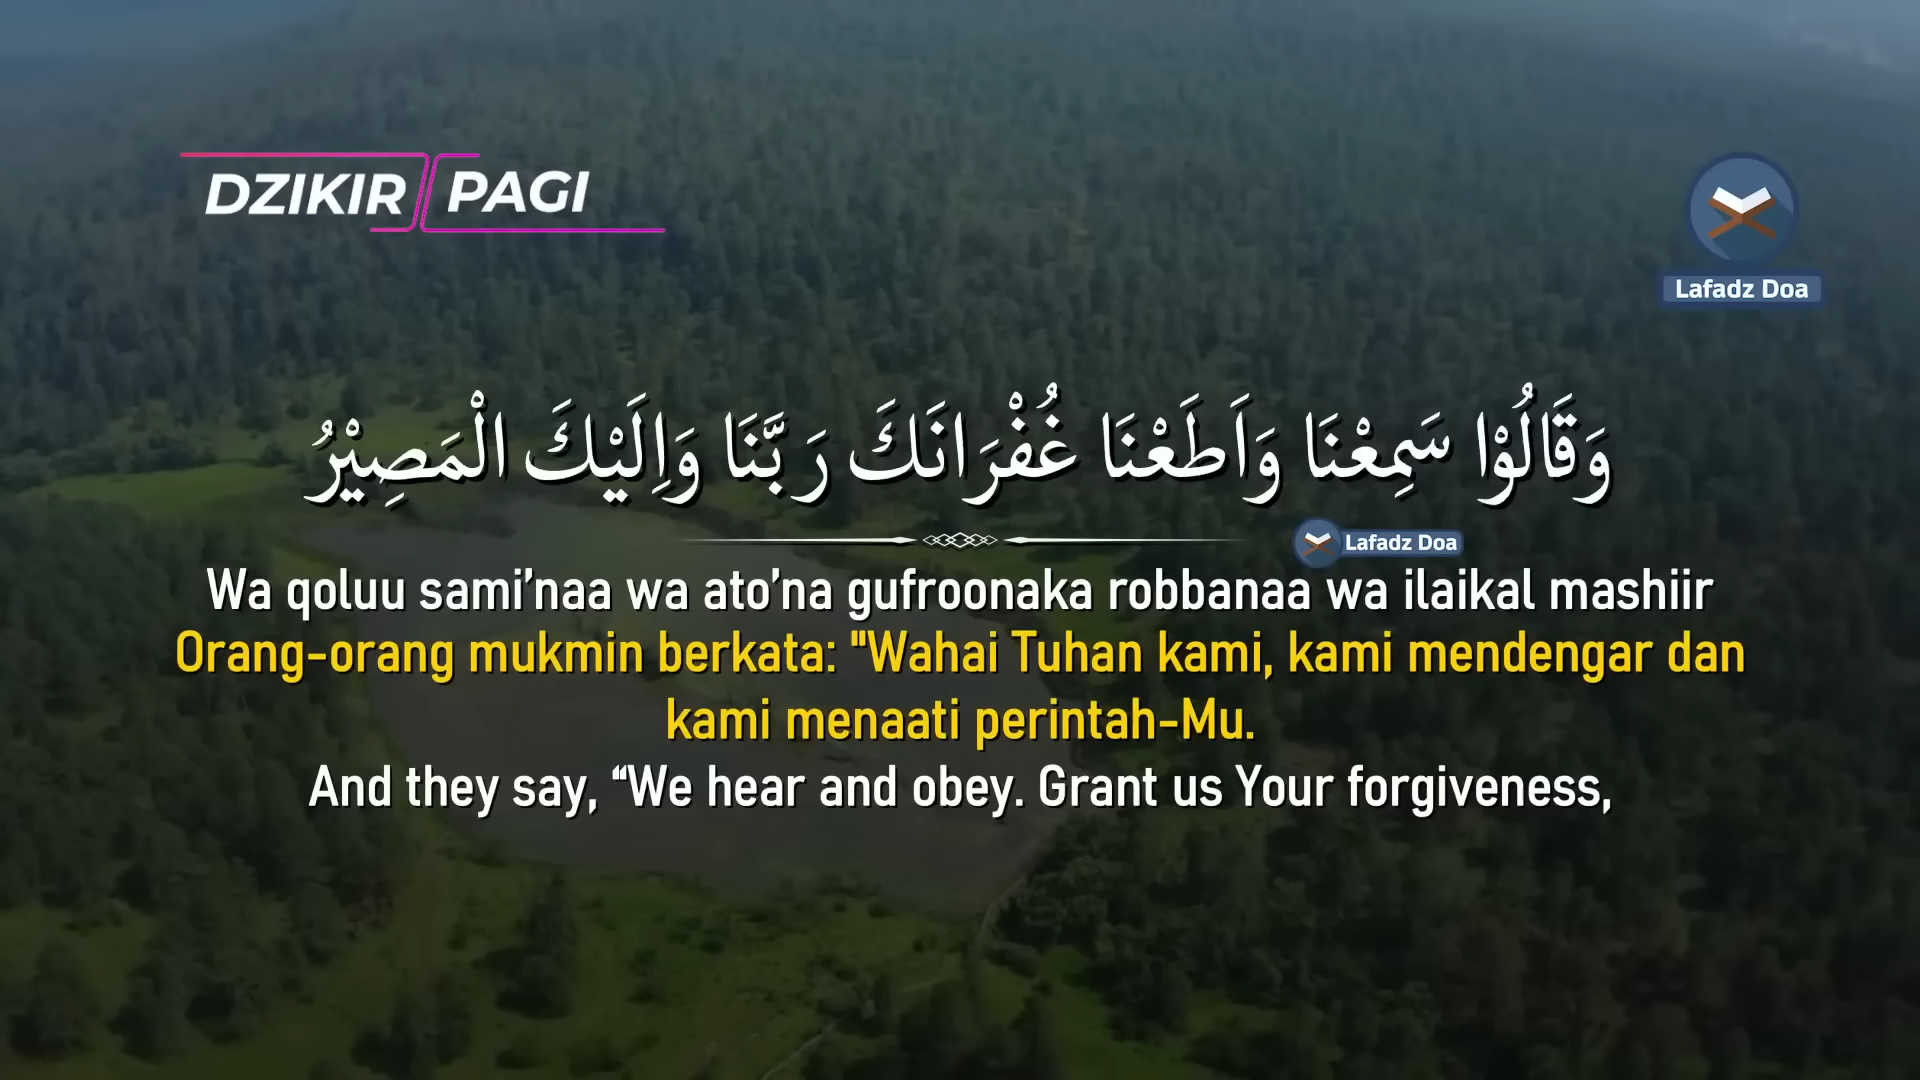 DZIKIR PAGI
Lafadz Doa
وَقَالُوْا سَمِعْنَا وَاَطَعْنَا غُفْرَانَكَ رَبَّنَا وَاِلَيْكَ الْمَصِيْرُ
Lafadz Doa
Wa qoluu sami’naa wa ato’na gufroonaka robbanaa wa ilaikal mashiir
Orang-orang mukmin berkata: "Wahai Tuhan kami, kami mendengar dan
kami menaati perintah-Mu.
And they say, “We hear and obey. Grant us Your forgiveness,